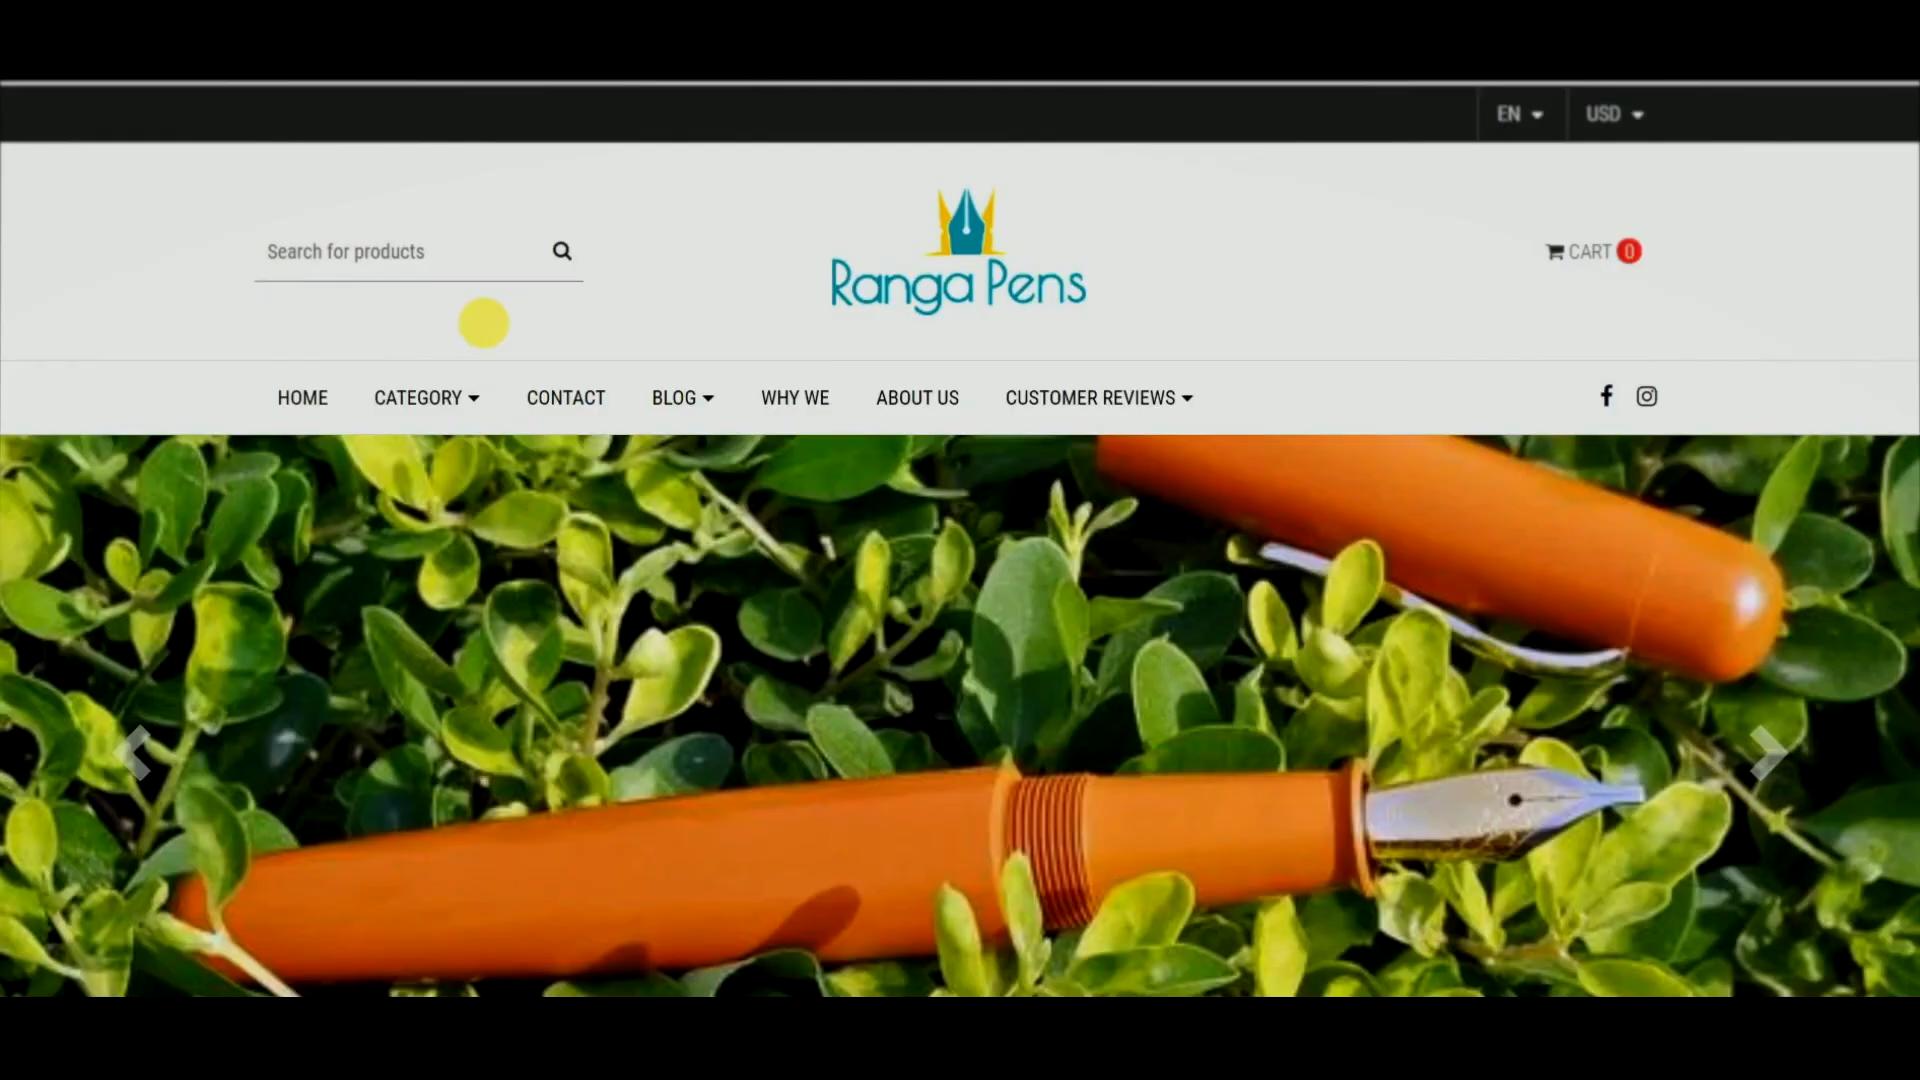 EN USD
Search for products
Ranga Pens
CART 0
HOME CATEGORY CONTACT BLOG WHY WE ABOUT US CUSTOMER REVIEWS